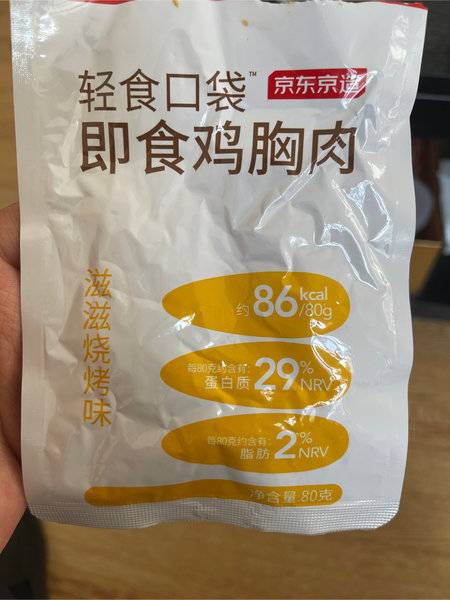 轻食口袋™
京东京造
即食鸡胸肉
滋滋烧烤味
约86kcal/80g
每80克约含有:
蛋白质29%NRV
每80克约含有:
脂肪2%NRV
净含量80克